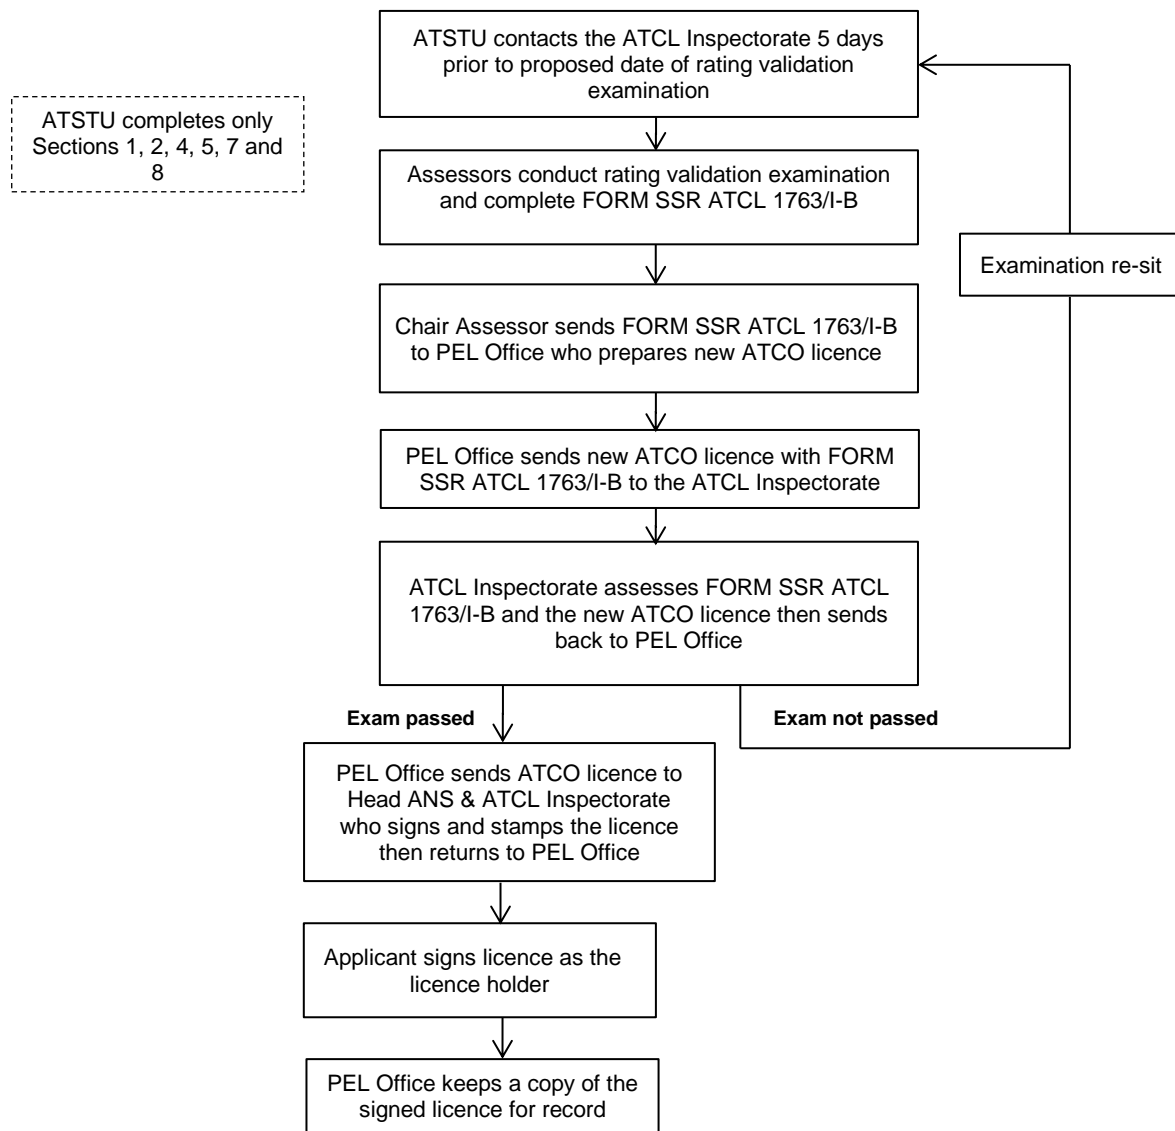 ATSTU contacts the ATCL Inspectorate 5 days
prior to proposed date of rating validation
examination
ATSTU completes only
Sections 1, 2, 4, 5, 7 and
8
Assessors conduct rating validation examination
and complete FORM SSR ATCL 1763/I-B
Examination re-sit
Chair Assessor sends FORM SSR ATCL 1763/I-B
to PEL Office who prepares new ATCO licence
PEL Office sends new ATCO licence with FORM
SSR ATCL 1763/I-B to the ATCL Inspectorate
ATCL Inspectorate assesses FORM SSR ATCL
1763/I-B and the new ATCO licence then sends
back to PEL Office
Exam passed
Exam not passed
PEL Office sends ATCO licence to
Head ANS & ATCL Inspectorate
who signs and stamps the licence
then returns to PEL Office
Applicant signs licence as the
licence holder
PEL Office keeps a copy of the
signed licence for record